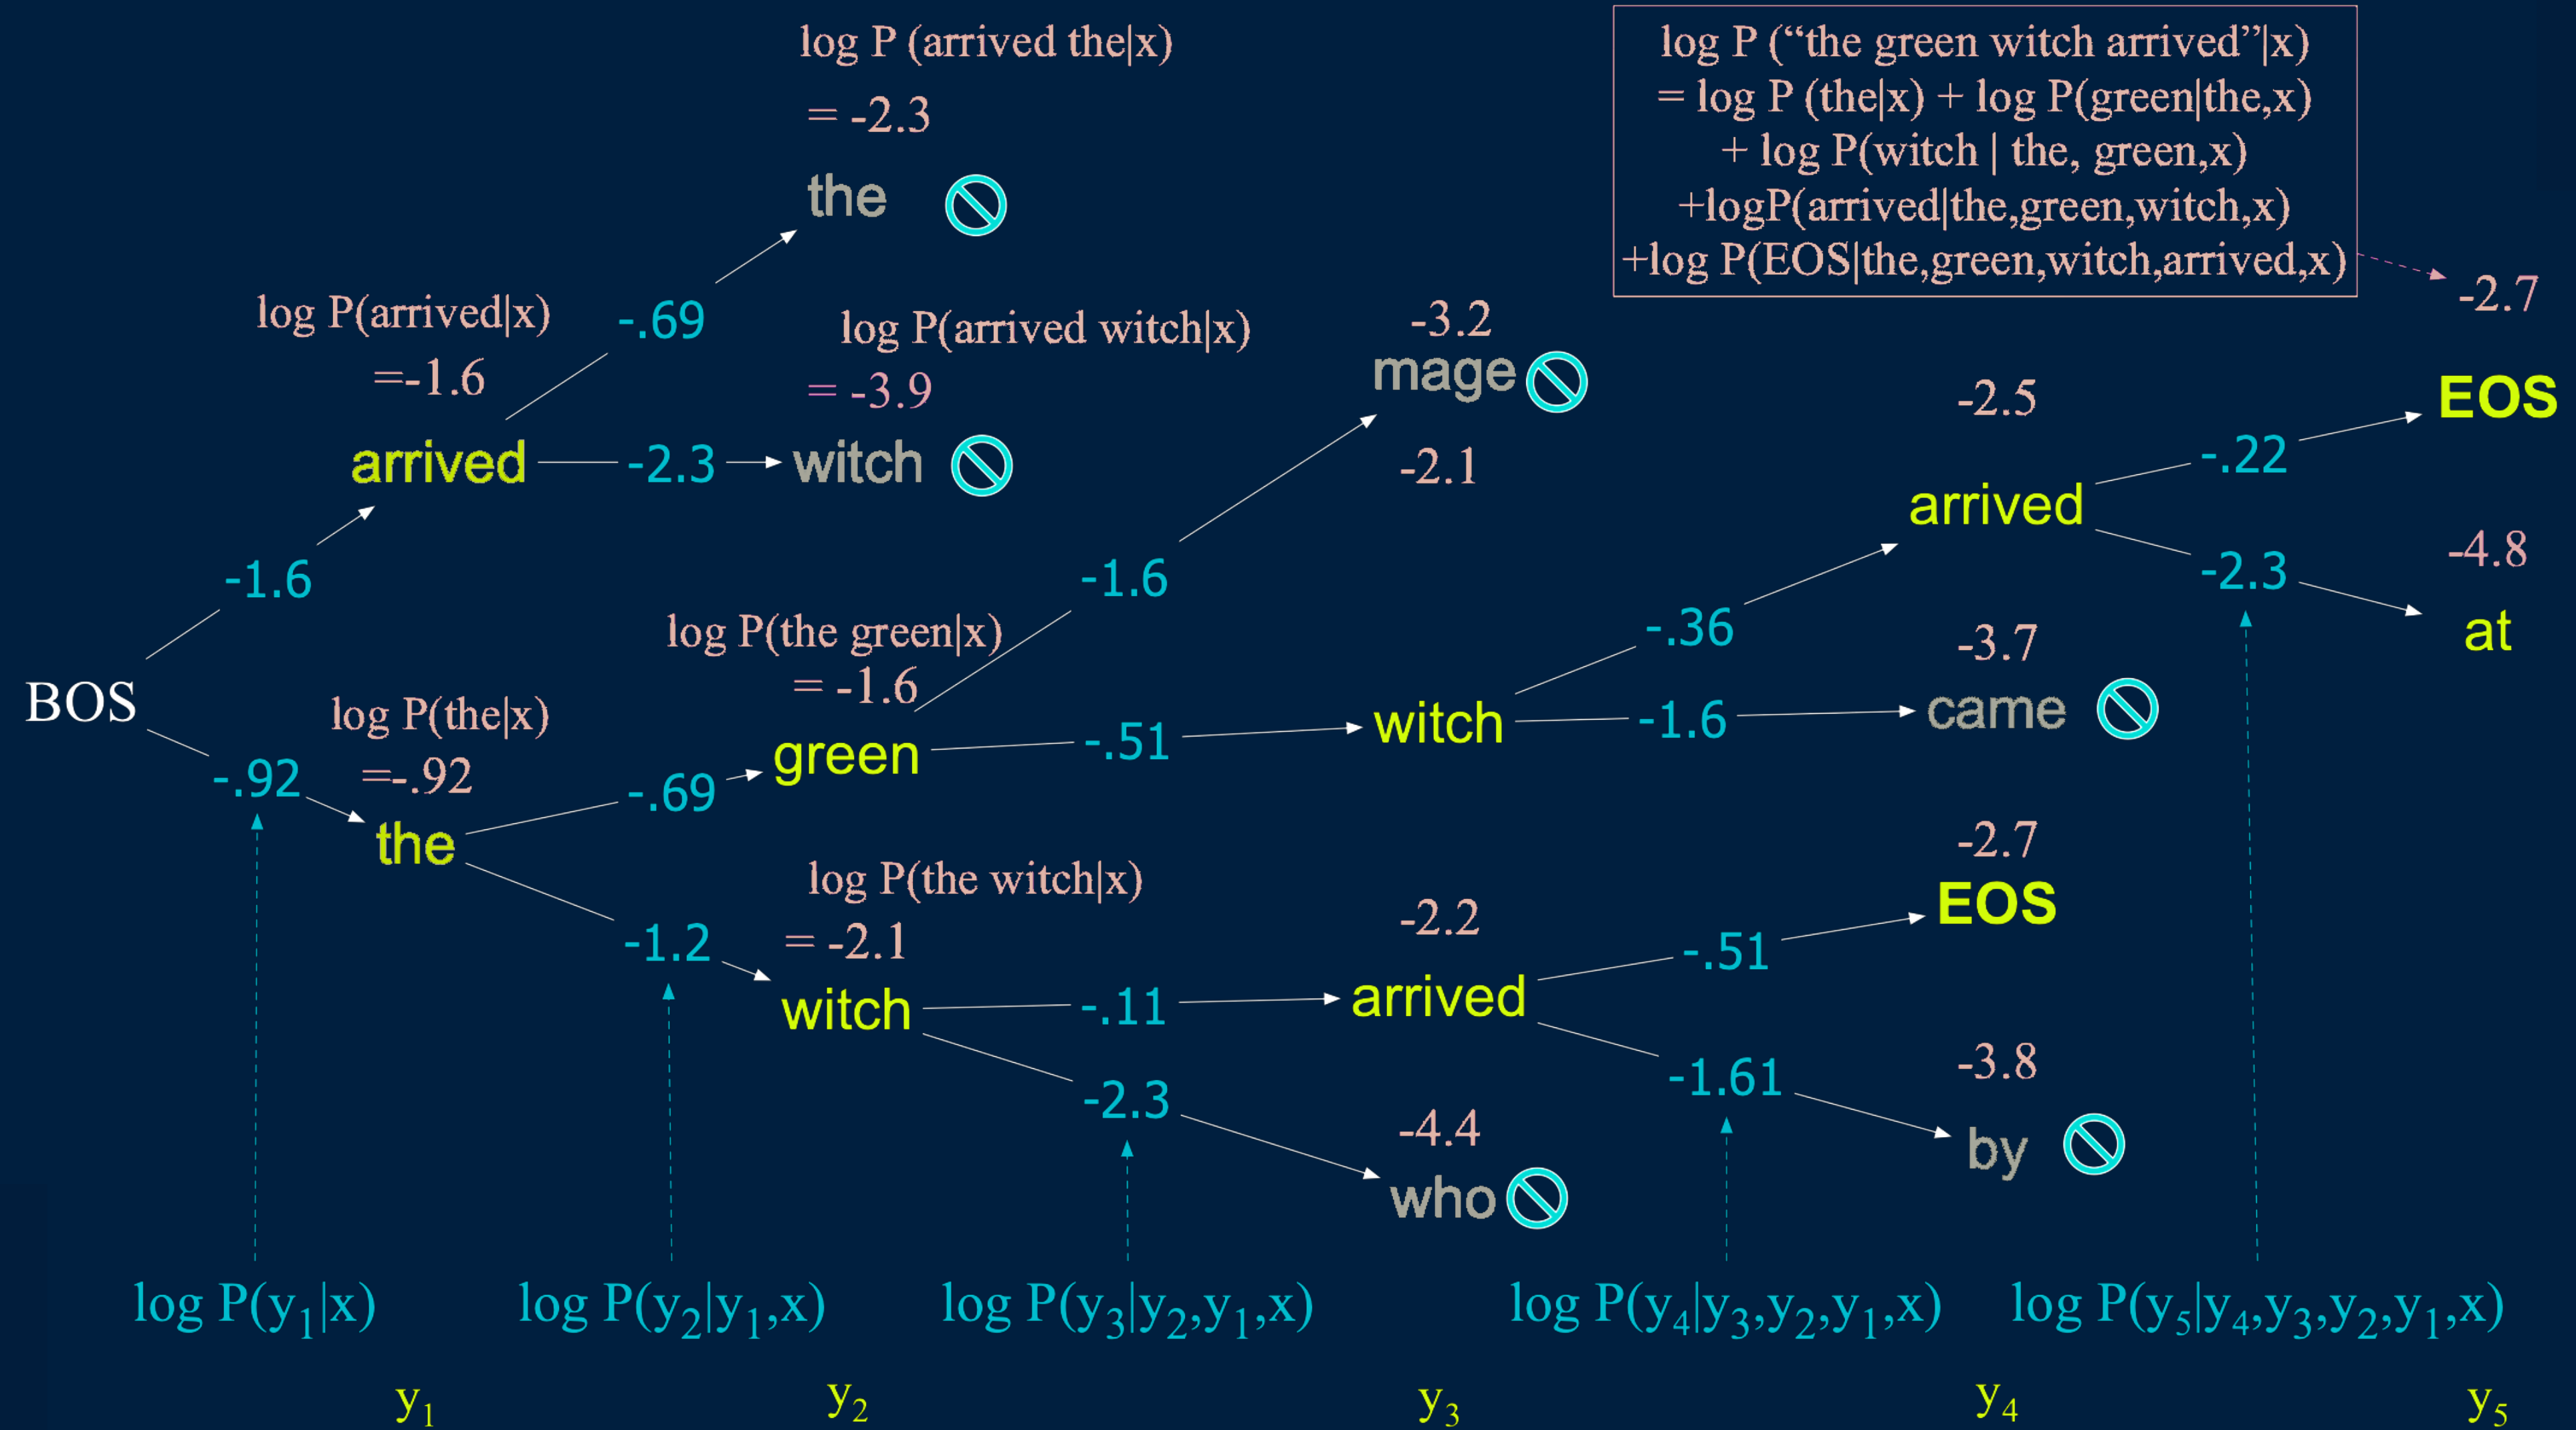 log P (arrived the|x)
= -2.3
the
log P (“the green witch arrived”|x)
= log P (the|x) + log P(green|the,x)
+ log P(witch | the, green,x)
+logP(arrived|the,green,witch,x)
+log P(EOS|the,green,witch,arrived,x)
-2.7
EOS
log P(arrived|x)
=-1.6
arrived
-.69
log P(arrived witch|x)
= -3.9
-2.3
witch
-3.2
mage
-2.1
-2.5
arrived
-.22
-2.3
-4.8
at
-1.6
BOS
-.92
log P(the|x)
=-.92
the
log P(the green|x)
= -1.6
green
-.69
-1.6
-.51
witch
-.36
-1.6
-3.7
came
-1.2
log P(the witch|x)
= -2.1
witch
-.11
-2.3
-2.2
arrived
-.51
-1.61
-2.7
EOS
-3.8
by
-4.4
who
log P(y₁|x) log P(y₂|y₁,x) log P(y₃|y₂,y₁,x) log P(y₄|y₃,y₂,y₁,x) log P(y₅|y₄,y₃,y₂,y₁,x)
y₁ y₂ y₃ y₄ y₅